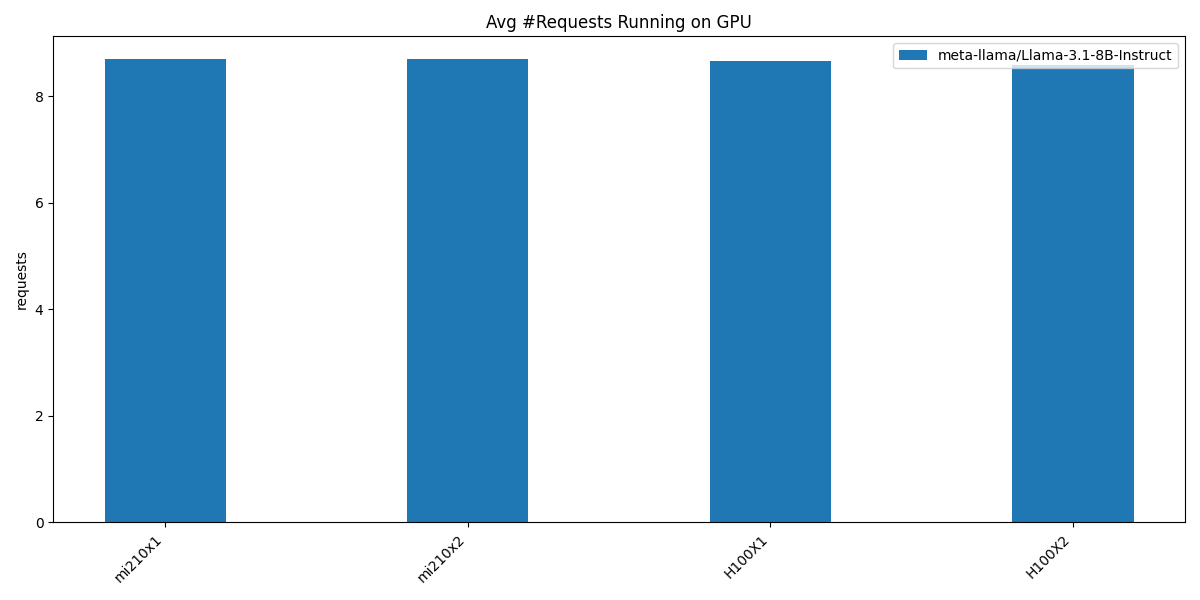 Avg #Requests Running on GPU
meta-llama/Llama-3.1-8B-Instruct
requests
8
6
4
2
0
mi210x1
mi210x2
H100X1
H100X2